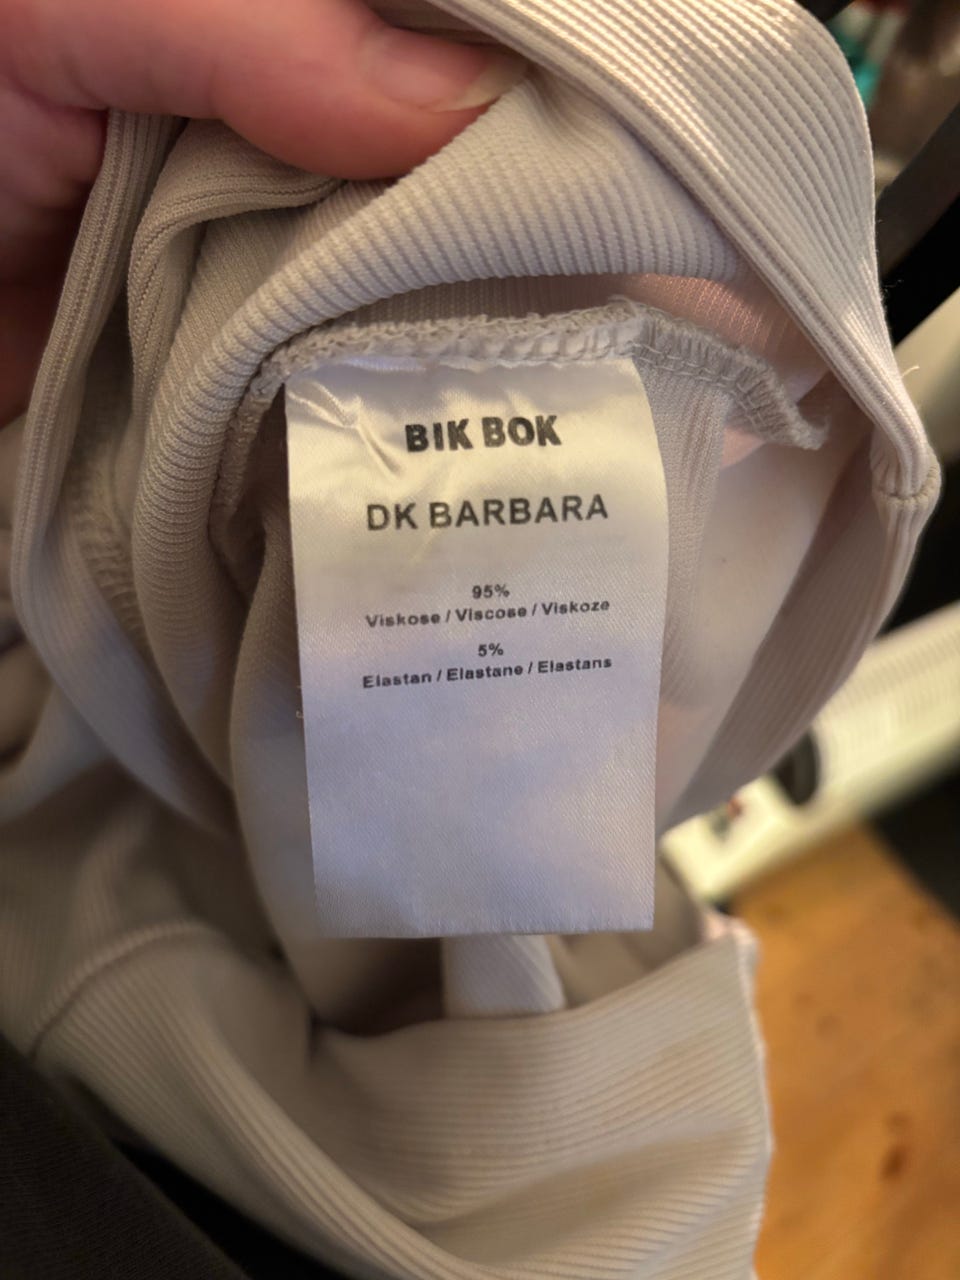 BIK BOK
DK BARBARA
95%
Viskose / Viscose / Viskoze
5%
Elastan / Elastane / Elastans